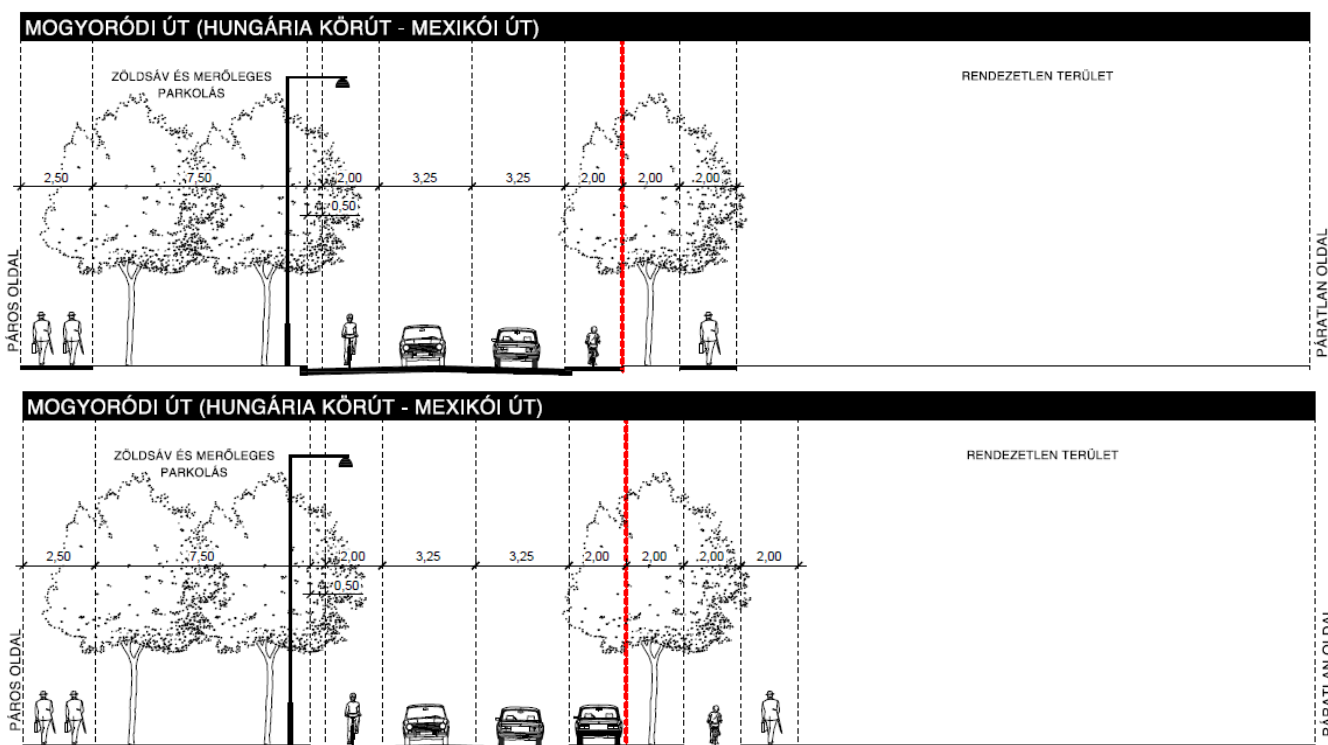 MOGYORÓDI ÚT (HUNGÁRIA KÖRÚT - MEXIKÓI ÚT)
ZÖLDSÁV ÉS MERŐLEGES
PARKOLÁS
RENDEZETLEN TERÜLET
2,50 7,50 2,00 3,25 3,25 2,00 2,00 2,00
0,50
PÁROS OLDAL
PÁRATLAN OLDAL
MOGYORÓDI ÚT (HUNGÁRIA KÖRÚT - MEXIKÓI ÚT)
ZÖLDSÁV ÉS MERŐLEGES
PARKOLÁS
RENDEZETLEN TERÜLET
2,50 7,50 2,00 3,25 3,25 2,00 2,00 2,00 2,00
0,50
PÁROS OLDAL
PÁRATLAN OLDAL